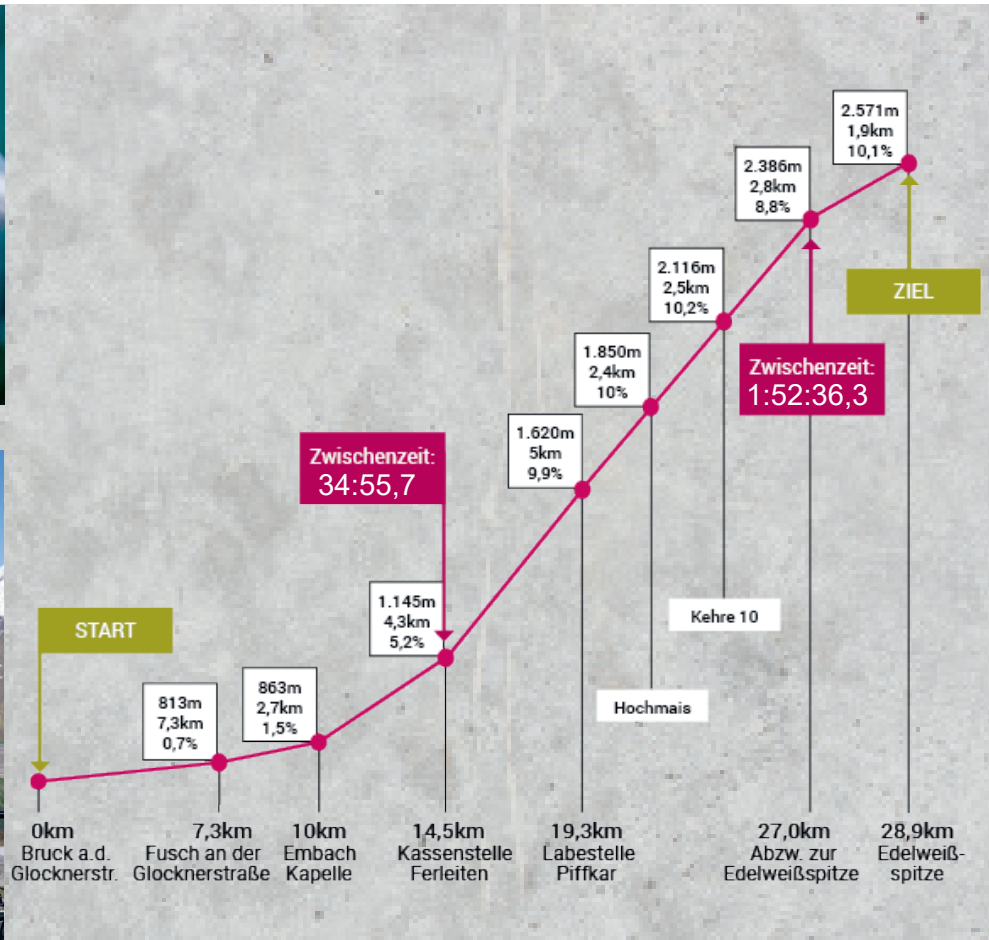 2.571m
1,9km
10,1%
2.386m
2,8km
8,8%
2.116m
2,5km
10,2%
ZIEL
1.850m
2,4km
10%
Zwischenzeit:
1:52:36,3
1.620m
5km
9,9%
Zwischenzeit:
34:55,7
1.145m
4,3km
5,2%
START
Kehre 10
813m
7,3km
0,7%
863m
2,7km
1,5%
Hochmais
0km
Bruck a.d.
Glocknerstr.
7,3km
Fusch an der
Glocknerstraße
10km
Embach
Kapelle
14,5km
Kassenstelle
Ferleiten
19,3km
Labestelle
Piffkar
27,0km
Abzw. zur
Edelweißspitze
28,9km
Edelweiß-
spitze